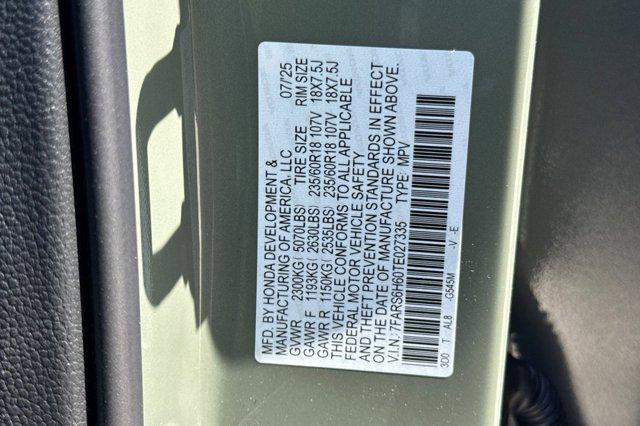 MFD. BY HONDA DEVELOPMENT &
MANUFACTURING OF AMERICA, LLC 07/25
GVWR 2300KG( 5070LBS) TIRE SIZE RIM SIZE
GAWR F 1193KG( 2630LBS) 235/60R18 107V 18X7.5J
GAWR R 1150KG( 2535LBS) 235/60R18 107V 18X7.5J
THIS VEHICLE CONFORMS TO ALL APPLICABLE
FEDERAL MOTOR VEHICLE SAFETY
AND THEFT PREVENTION STANDARDS IN EFFECT
ON THE DATE OF MANUFACTURE SHOWN ABOVE.
V.I.N.: 7FARS6H60TE027335 TYPE: MPV
3D0 T AL8 -G545M -V -E